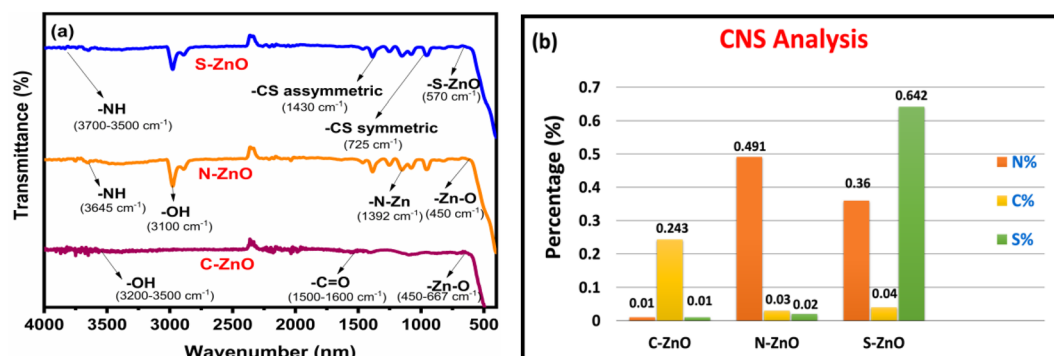 (a)
S-ZnO
-S-ZnO
(570 cm⁻¹)
-CS assymmetric
(1430 cm⁻¹)
-NH
(3700-3500 cm⁻¹)
-CS symmetric
(725 cm⁻¹)
N-ZnO
-NH
(3645 cm⁻¹)
-OH
(3100 cm⁻¹)
-N-Zn
(1392 cm⁻¹)
-Zn-O
(450 cm⁻¹)
C-ZnO
-OH
(3200-3500 cm⁻¹)
-C=O
(1500-1600 cm⁻¹)
-Zn-O
(450-667 cm⁻¹)
Transmittance (%)
4000 3500 3000 2500 2000 1500 1000 500
Wavenumber (nm)
(b)
CNS Analysis
Percentage (%)
0.7
0.6
0.5
0.4
0.3
0.2
0.1
0
0.01 0.243 0.01
0.491 0.03 0.02
0.36 0.04 0.642
C-ZnO N-ZnO S-ZnO
N%
C%
S%